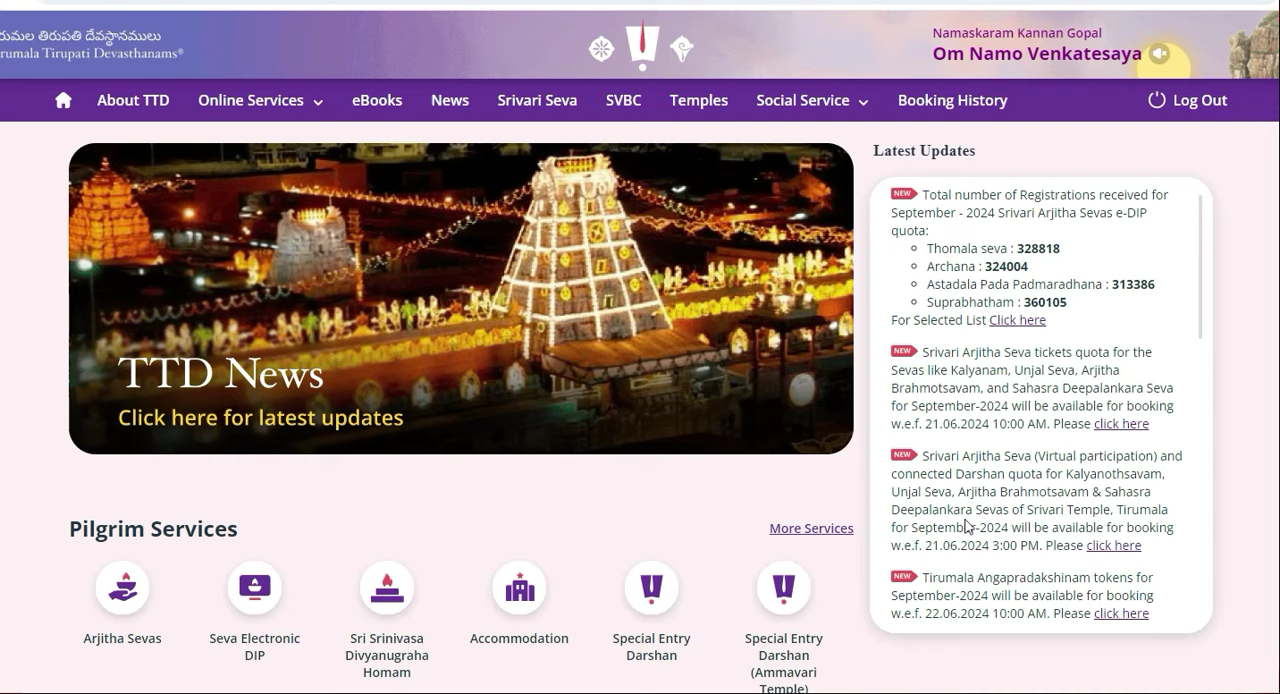 తిరుపతి దేవస్థానములు
Tirupati Devasthanams®
Namaskaram Kannan Gopal
Om Namo Venkatesaya
About TTD
Online Services
eBooks
News
Srivari Seva
SVBC
Temples
Social Service
Booking History
Log Out
TTD News
Click here for latest updates
Latest Updates
NEW Total number of Registrations received for
September - 2024 Srivari Arjitha Sevas e-DIP
quota:
Thomala seva : 328818
Archana : 324004
Astadala Pada Padmaradhana : 313386
Suprabhatham : 360105
For Selected List Click here
NEW Srivari Arjitha Seva tickets quota for the
Sevas like Kalyanam, Unjal Seva, Arjitha
Brahmotsavam, and Sahasra Deepalankara Seva
for September-2024 will be available for booking
w.e.f. 21.06.2024 10:00 AM. Please click here
NEW Srivari Arjitha Seva (Virtual participation) and
connected Darshan quota for Kalyanothsavam,
Unjal Seva, Arjitha Brahmotsavam & Sahasra
Deepalankara Sevas of Srivari Temple, Tirumala
for September-2024 will be available for booking
w.e.f. 21.06.2024 3:00 PM. Please click here
NEW Tirumala Angapradakshinam tokens for
September-2024 will be available for booking
w.e.f. 22.06.2024 10:00 AM. Please click here
Pilgrim Services
More Services
Arjitha Sevas
Seva Electronic
DIP
Sri Srinivasa
Divyanugraha
Homam
Accommodation
Special Entry
Darshan
Special Entry
Darshan
(Ammavari
Temple)